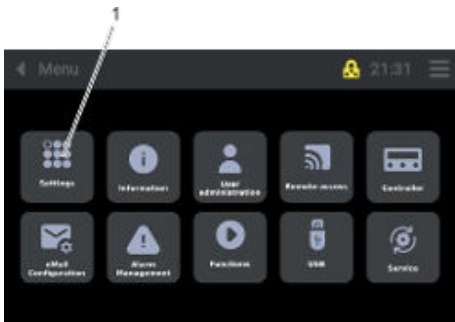 1
Menu
21:31
Settings
Information
User
administration
Remote access
Controller
eMail
Configuration
Alarm
Management
Functions
USB
Service